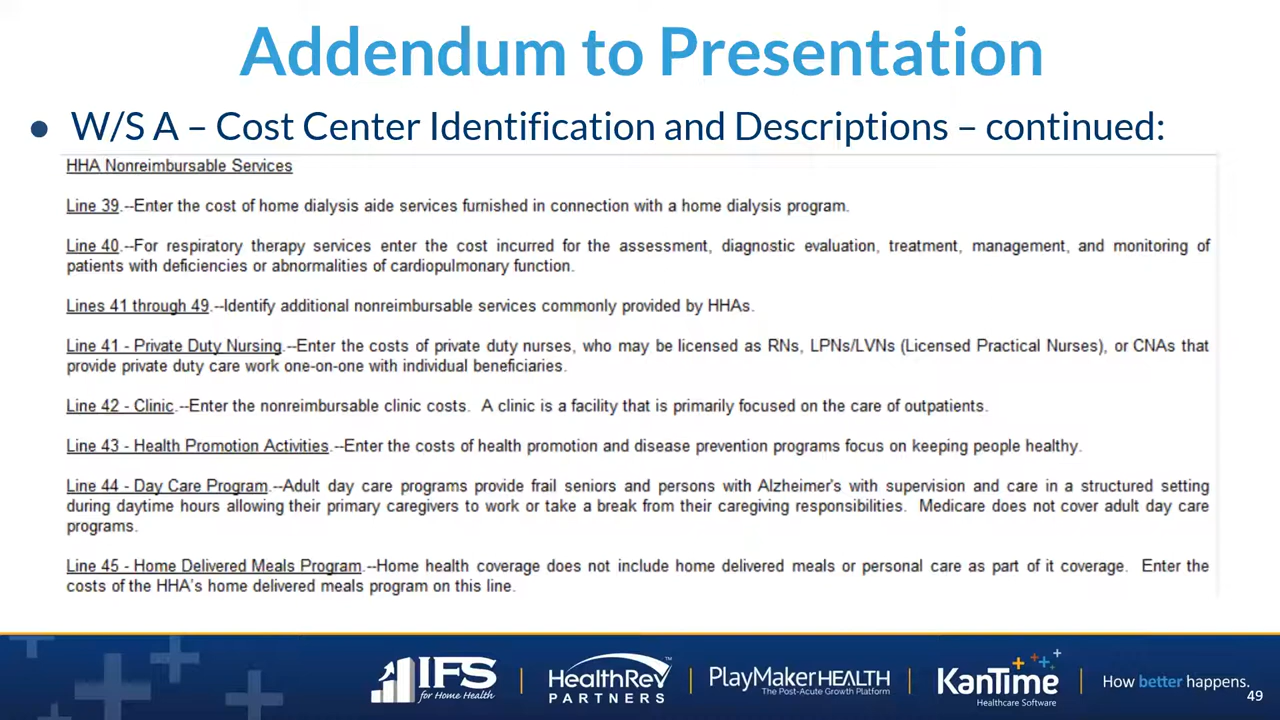 Addendum to Presentation
● W/S A – Cost Center Identification and Descriptions – continued:
HHA Nonreimbursable Services
Line 39.--Enter the cost of home dialysis aide services furnished in connection with a home dialysis program.
Line 40.--For respiratory therapy services enter the cost incurred for the assessment, diagnostic evaluation, treatment, management, and monitoring of
patients with deficiencies or abnormalities of cardiopulmonary function.
Lines 41 through 49.--Identify additional nonreimbursable services commonly provided by HHAs.
Line 41 - Private Duty Nursing.--Enter the costs of private duty nurses, who may be licensed as RNs, LPNs/LVNs (Licensed Practical Nurses), or CNAs that
provide private duty care work one-on-one with individual beneficiaries.
Line 42 - Clinic.--Enter the nonreimbursable clinic costs. A clinic is a facility that is primarily focused on the care of outpatients.
Line 43 - Health Promotion Activities.--Enter the costs of health promotion and disease prevention programs focus on keeping people healthy.
Line 44 - Day Care Program.--Adult day care programs provide frail seniors and persons with Alzheimer's with supervision and care in a structured setting
during daytime hours allowing their primary caregivers to work or take a break from their caregiving responsibilities. Medicare does not cover adult day care
programs.
Line 45 - Home Delivered Meals Program.--Home health coverage does not include home delivered meals or personal care as part of it coverage. Enter the
costs of the HHA's home delivered meals program on this line.
IFS
for Home Health
HealthRev™
PARTNERS
PlayMakerHEALTH
The Post-Acute Growth Platform
KanTime
Healthcare Software
How better happens.
49